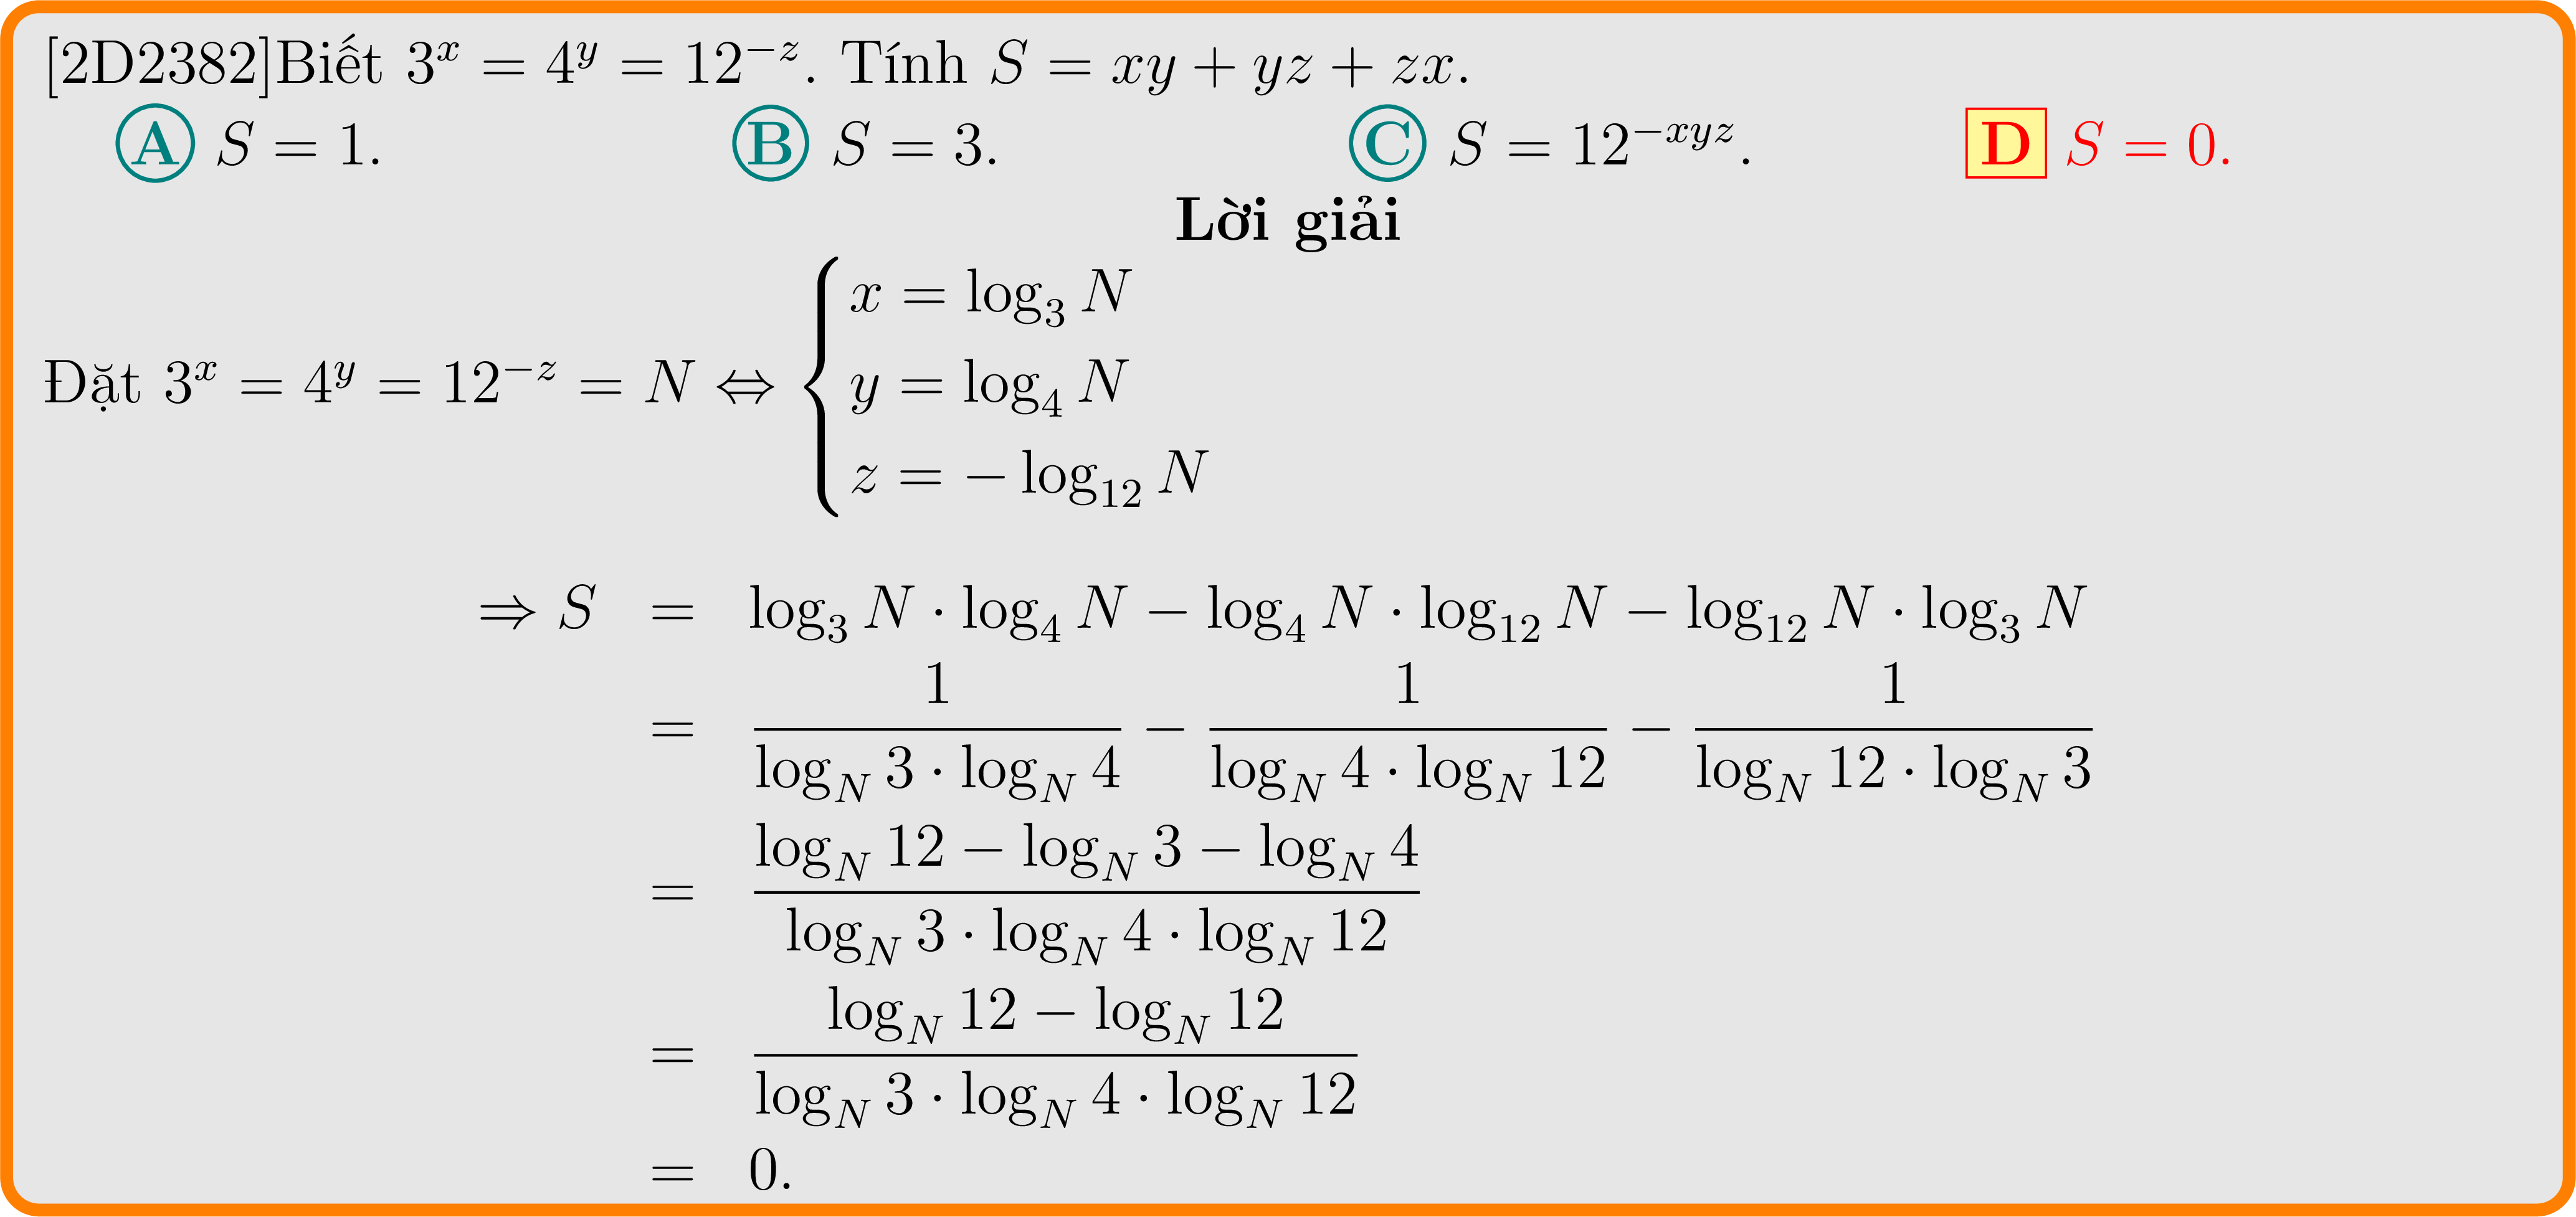 [2D2382]Biết $3^x = 4^y = 12^{-z}$. Tính $S = xy + yz + zx$.
A $S = 1$. B $S = 3$. C $S = 12^{-xyz}$. D $S = 0$.
Lời giải
Đặt $3^x = 4^y = 12^{-z} = N \Leftrightarrow \begin{cases} x = \log_3 N \\ y = \log_4 N \\ z = -\log_{12} N \end{cases}$
$\Rightarrow S = \log_3 N \cdot \log_4 N - \log_4 N \cdot \log_{12} N - \log_{12} N \cdot \log_3 N$
$= \frac{1}{\log_N 3 \cdot \log_N 4} - \frac{1}{\log_N 4 \cdot \log_N 12} - \frac{1}{\log_N 12 \cdot \log_N 3}$
$= \frac{\log_N 12 - \log_N 3 - \log_N 4}{\log_N 3 \cdot \log_N 4 \cdot \log_N 12}$
$= \frac{\log_N 12 - \log_N 12}{\log_N 3 \cdot \log_N 4 \cdot \log_N 12}$
$= 0.$